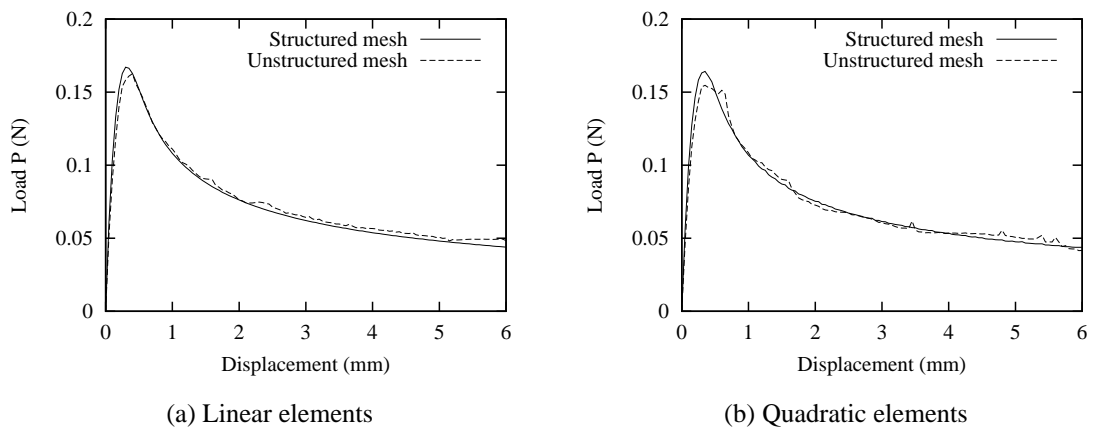 0.2
0.15
0.1
0.05
0
Load P (N)
Structured mesh
Unstructured mesh
0 1 2 3 4 5 6
Displacement (mm)
(a) Linear elements
0.2
0.15
0.1
0.05
0
Load P (N)
Structured mesh
Unstructured mesh
0 1 2 3 4 5 6
Displacement (mm)
(b) Quadratic elements